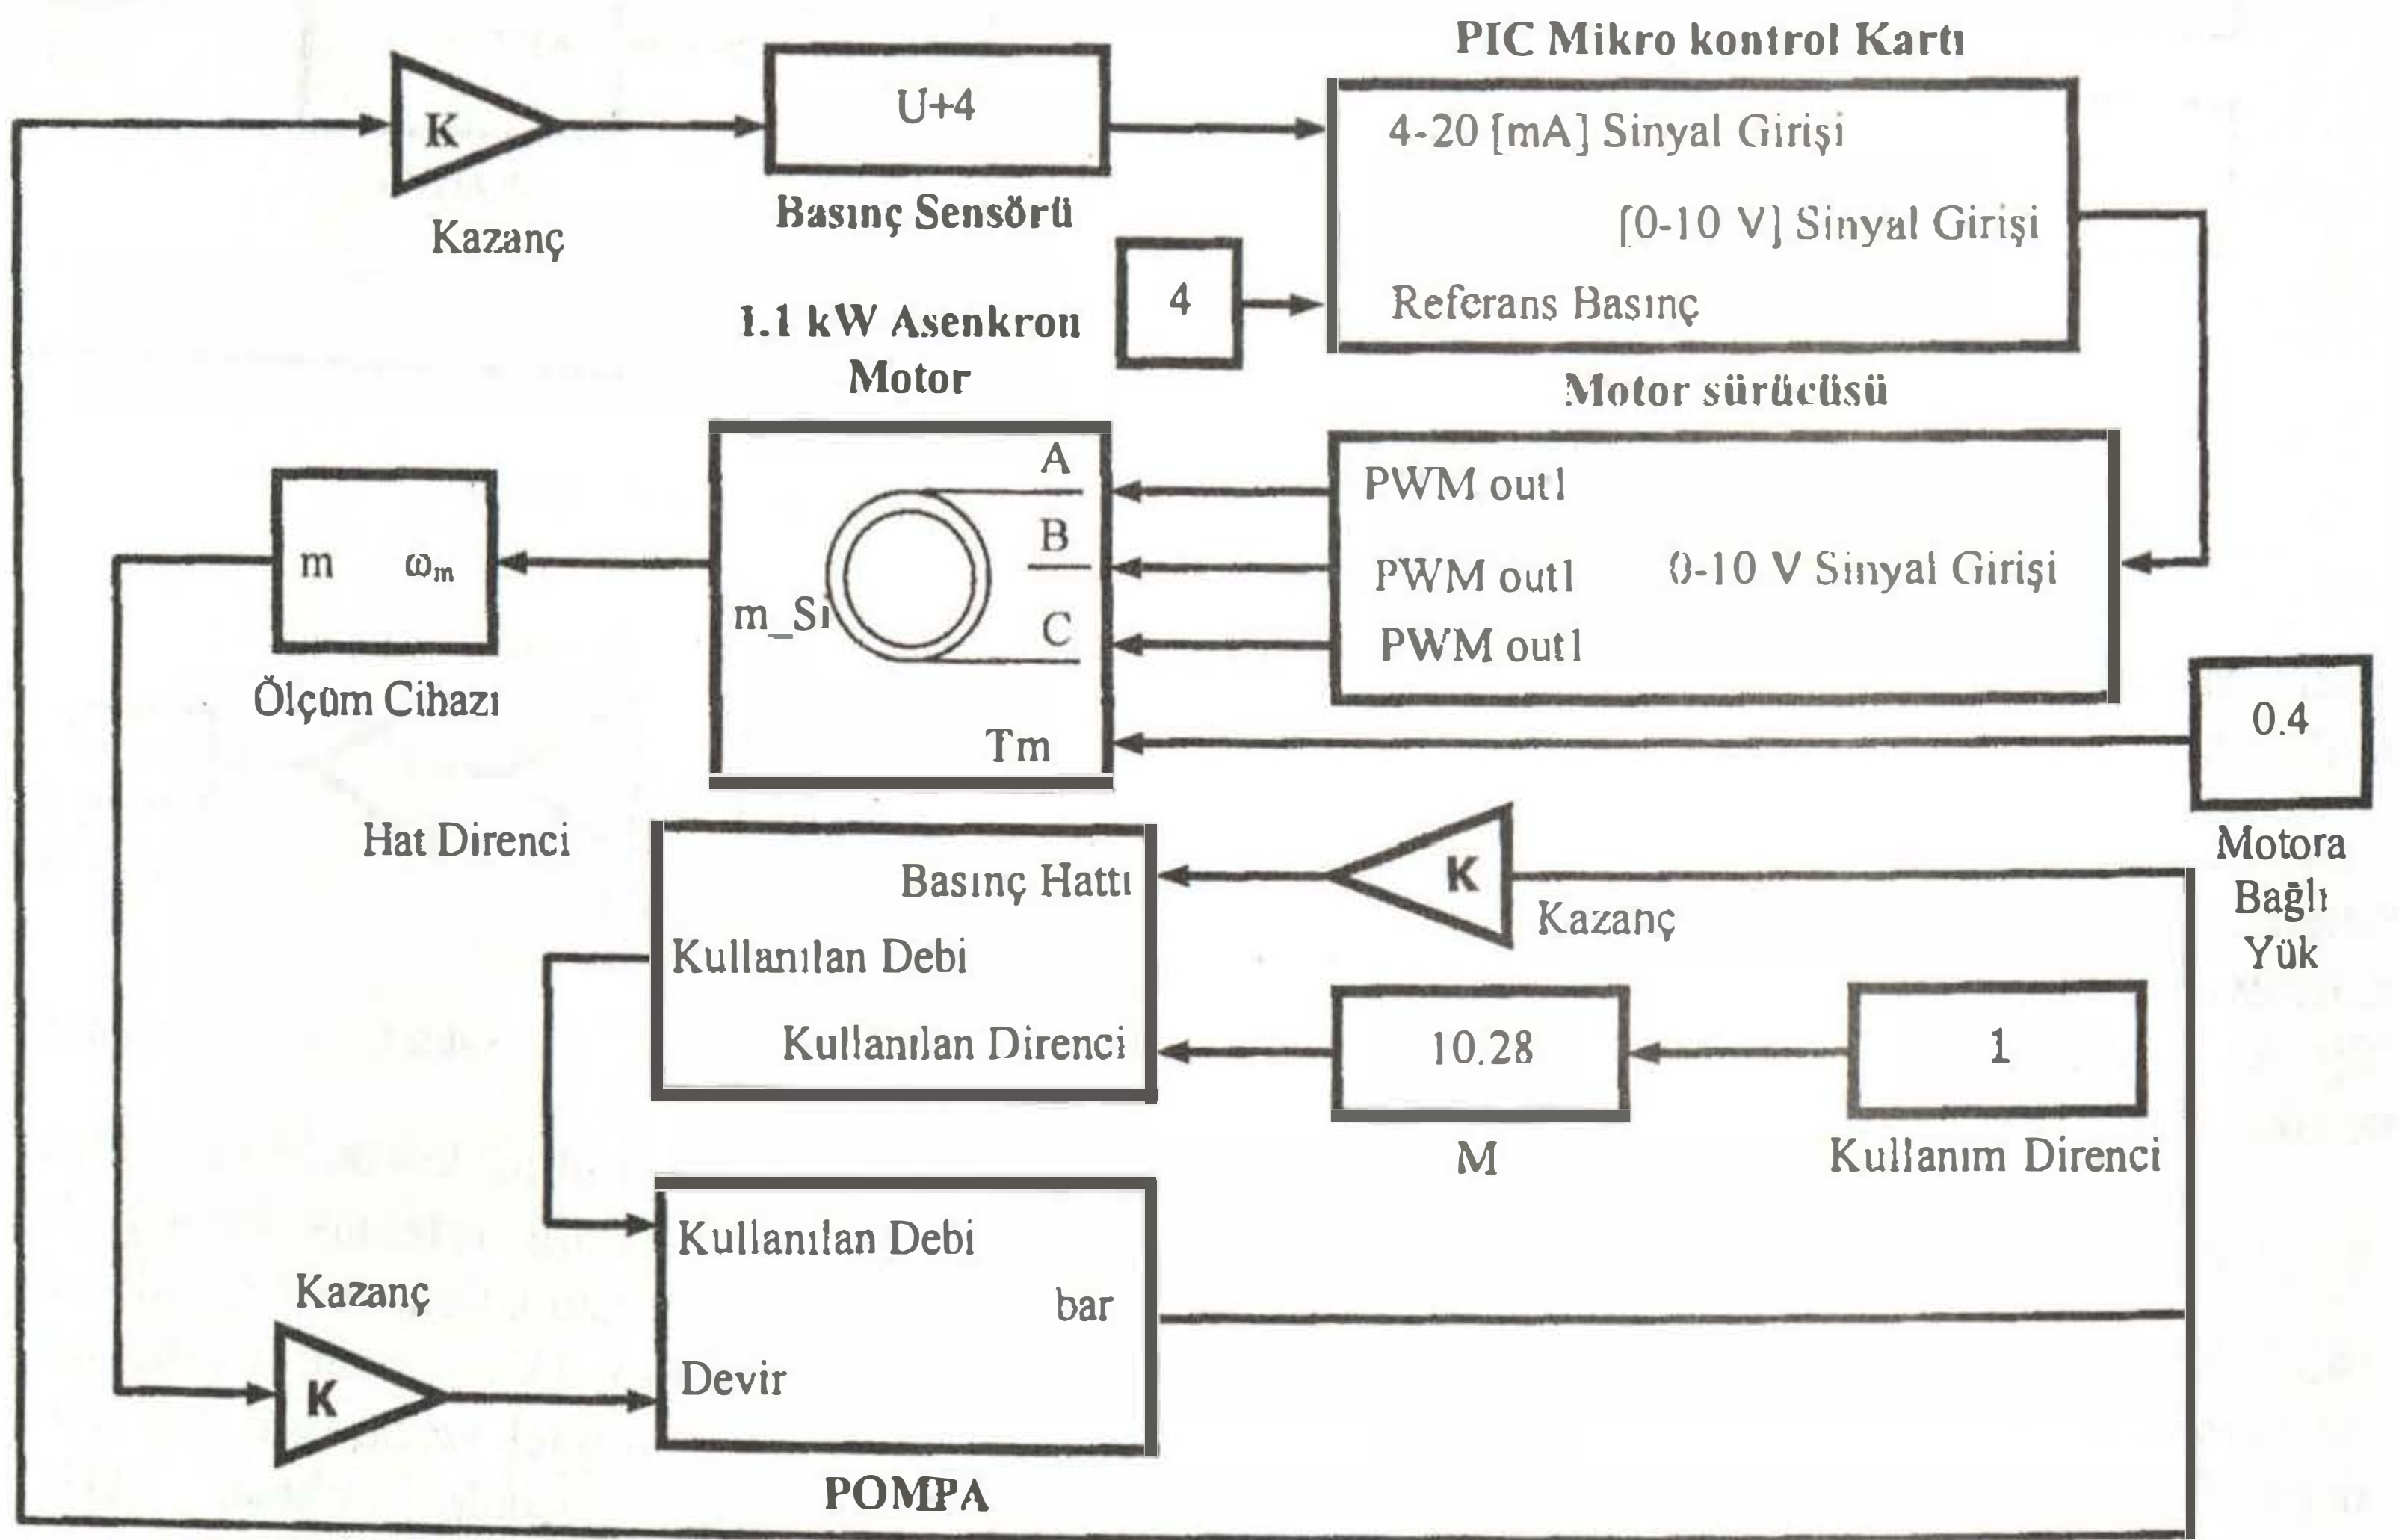 PIC Mikro kontrol Kartı
K
Kazanç
U+4
Basınç Sensörü
4-20 [mA] Sinyal Girişi
[0-10 V] Sinyal Girişi
4
Referans Basınç
1.1 kW Asenkron
Motor
Motor sürücüsü
m ωm
Ölçüm Cihazı
A
B
C
m_Sı
Tm
PWM out1
PWM out1
PWM out1
0-10 V Sinyal Girişi
0.4
Motora
Bağlı
Yük
Hat Direnci
Basınç Hattı
Kullanılan Debi
Kullanılan Direnci
K
Kazanç
10.28
M
1
Kullanım Direnci
Kazanç
K
Kullanılan Debi
bar
Devir
POMPA